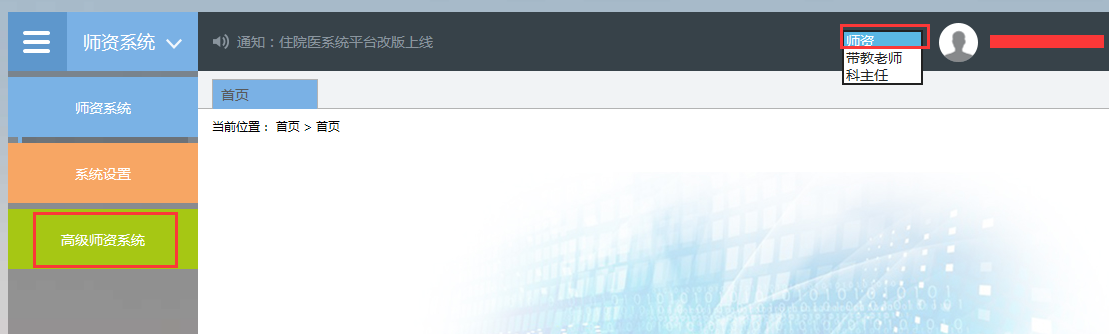 师资系统
通知：住院医系统平台改版上线
师资
带教老师
科主任
师资系统
系统设置
高级师资系统
首页
当前位置： 首页 > 首页